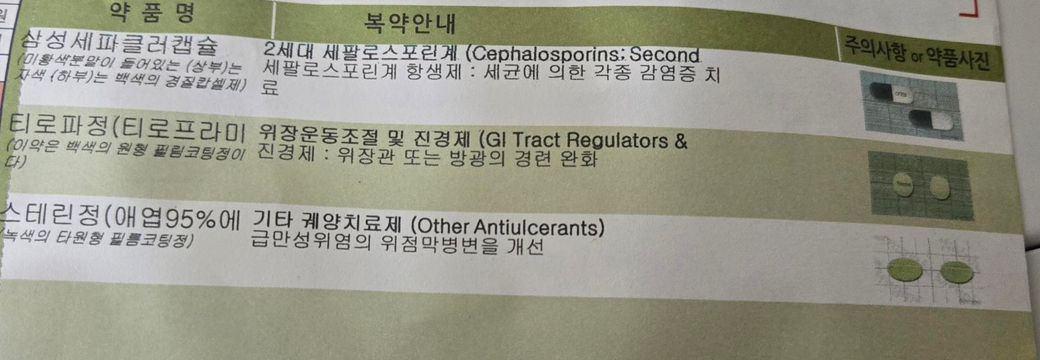 약 품 명
복약안내
주의사항 or 약품사진
삼성세파클러캡슐
(미황색분말이 들어있는 (상부)는
자색 (하부)는 백색의 경질캅셀제)
2세대 세팔로스포린계 (Cephalosporins; Second
세팔로스포린계 항생제 : 세균에 의한 각종 감염증 치
료
티로파정(티로프라미
(이약은 백색의 원형 필림코팅정이
다)
위장운동조절 및 진경제 (GI Tract Regulators &
진경제 : 위장관 또는 방광의 경련 완화
스테린정(애엽95%에
(녹색의 타원형 필름코팅정)
기타 궤양치료제 (Other Antiulcerants)
급만성위염의 위점막병변을 개선